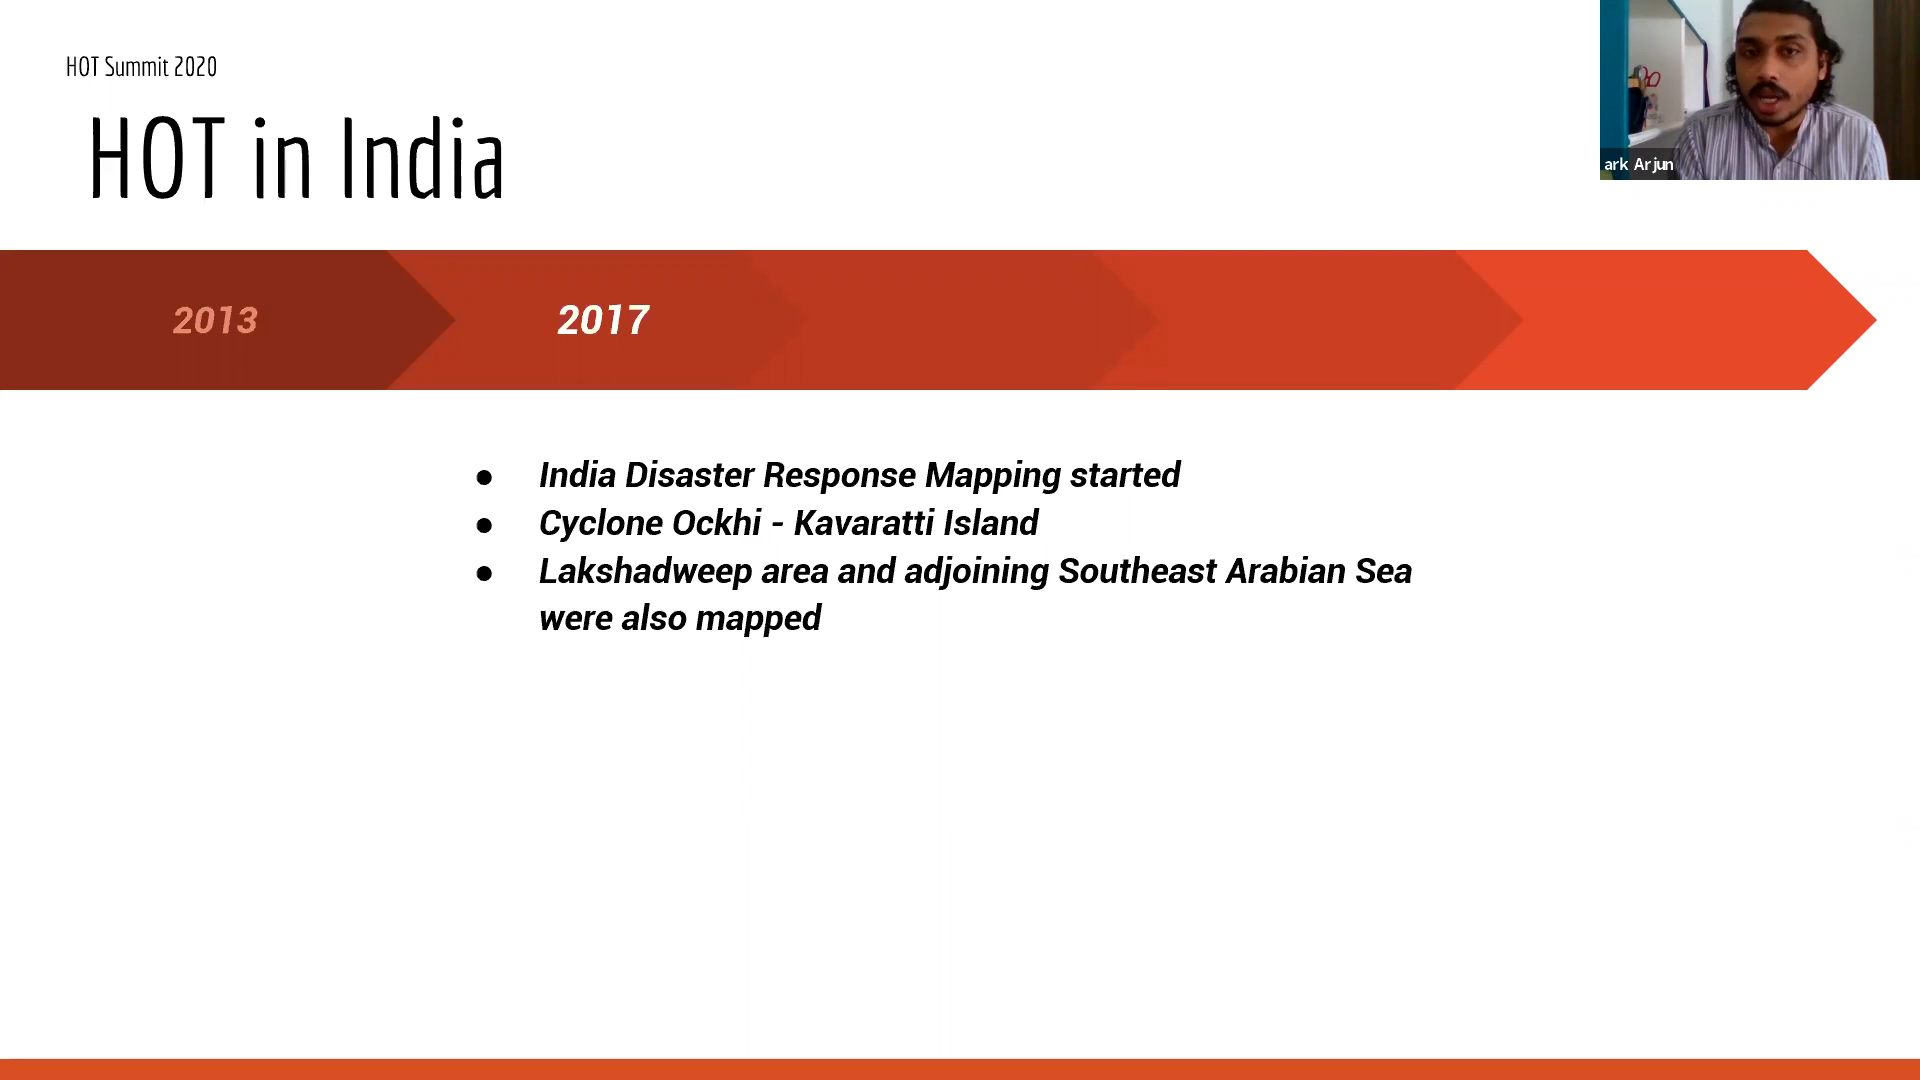 HOT Summit 2020
HOT in India
ark Arjun
2013
2017
● India Disaster Response Mapping started
● Cyclone Ockhi - Kavaratti Island
● Lakshadweep area and adjoining Southeast Arabian Sea
were also mapped